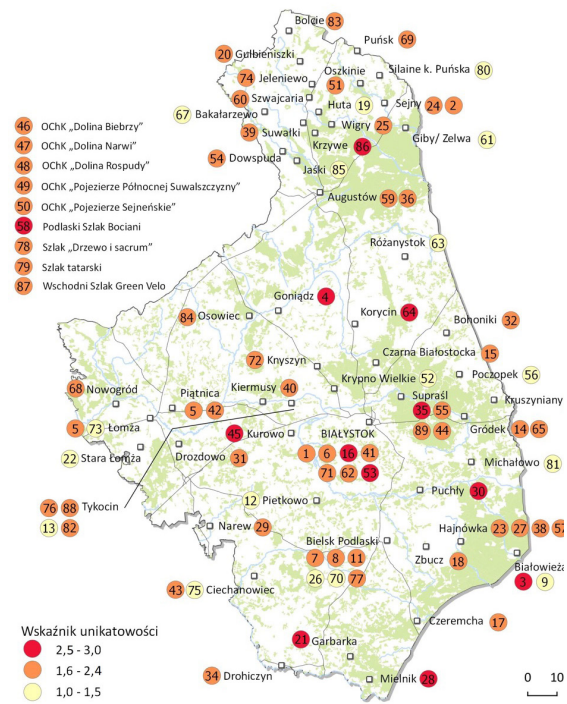 Bolcie 83
Puńsk 69
20 Gulbieniszki
Oszkinie
51
Silaine k. Puńska 80
74 Jeleniewo
60 Szwajcaria
Huta 19
Sejny 24 2
67 Bakałarzewo
39 Suwałki
Wigry 25
Giby/ Zelwa 61
Krzywe 86
54 Dowspuda
Jaśki 85
Augustów 59 36
46 OChK „Dolina Biebrzy”
47 OChK „Dolina Narwi”
48 OChK „Dolina Rospudy”
49 OChK „Pojezierze Północnej Suwalszczyzny”
50 OChK „Pojezierze Sejneńskie”
58 Podlaski Szlak Bociani
78 Szlak „Drzewo i sacrum”
79 Szlak tatarski
87 Wschodni Szlak Green Velo
Różanystok 63
Goniądz 4
Korycin 64
84 Osowiec
Bohoniki 32
72 Knyszyn
Czarna Białostocka 15
68 Nowogród
Piątnica
5 42
Kiermusy 40
Krypno Wielkie 52
Poczopek 56
Supraśl
35 55
89 44
Kruszyniany
Gródek 14 65
5 73 Łomża
45 Kurowo
BIAŁYSTOK
1 6 16 41
71 62 53
22 Stara Łomża
Drozdowo 31
Michałowo 81
76 88
Tykocin
13 82
12 Pietkowo
Puchły 30
Narew 29
Bielsk Podlaski
7 8 11
26 70 77
Hajnówka 23 27 38 57
Zbucz 18
Białowieża
3 9
43 75 Ciechanowiec
Czeremcha 17
21 Garbarka
34 Drohiczyn
Mielnik 28
Wskaźnik unikatowości
2,5 - 3,0
1,6 - 2,4
1,0 - 1,5
0 10